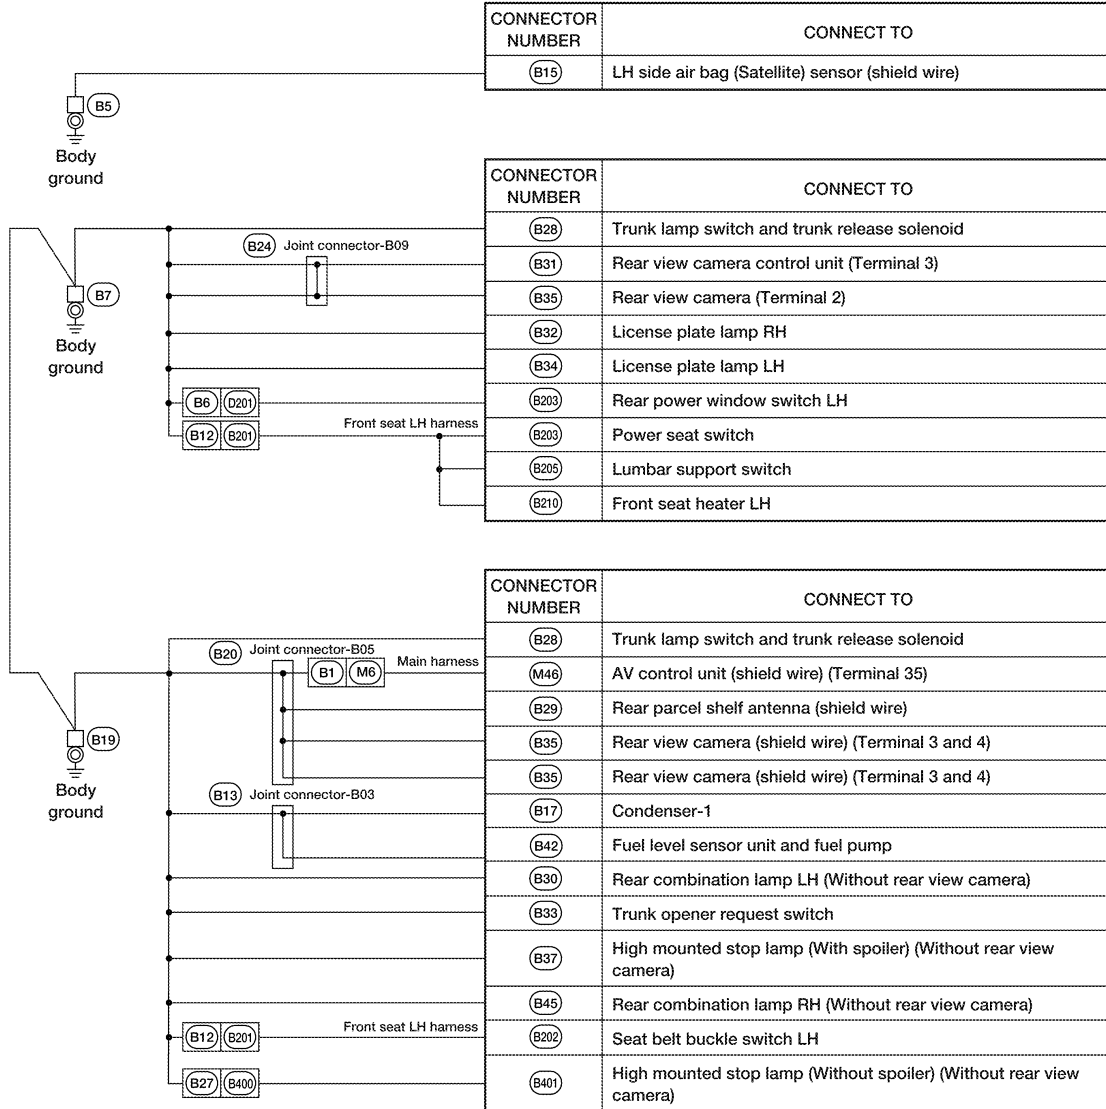 CONNECTOR
NUMBER
CONNECT TO
B15
LH side air bag (Satellite) sensor (shield wire)
B5
Body
ground
CONNECTOR
NUMBER
CONNECT TO
B28
Trunk lamp switch and trunk release solenoid
B24
Joint connector-B09
B31
Rear view camera control unit (Terminal 3)
B7
B35
Rear view camera (Terminal 2)
Body
ground
B32
License plate lamp RH
B34
License plate lamp LH
B6
D201
B203
Rear power window switch LH
Front seat LH harness
B12
B201
B203
Power seat switch
B205
Lumbar support switch
B210
Front seat heater LH
CONNECTOR
NUMBER
CONNECT TO
B28
Trunk lamp switch and trunk release solenoid
B20
Joint connector-B05
Main harness
B1
M6
M46
AV control unit (shield wire) (Terminal 35)
B29
Rear parcel shelf antenna (shield wire)
B19
B35
Rear view camera (shield wire) (Terminal 3 and 4)
Body
ground
B35
Rear view camera (shield wire) (Terminal 3 and 4)
B13
Joint connector-B03
B17
Condenser-1
B42
Fuel level sensor unit and fuel pump
B30
Rear combination lamp LH (Without rear view camera)
B33
Trunk opener request switch
B37
High mounted stop lamp (With spoiler) (Without rear view
camera)
B45
Rear combination lamp RH (Without rear view camera)
Front seat LH harness
B12
B201
B202
Seat belt buckle switch LH
B27
B400
B401
High mounted stop lamp (Without spoiler) (Without rear view
camera)